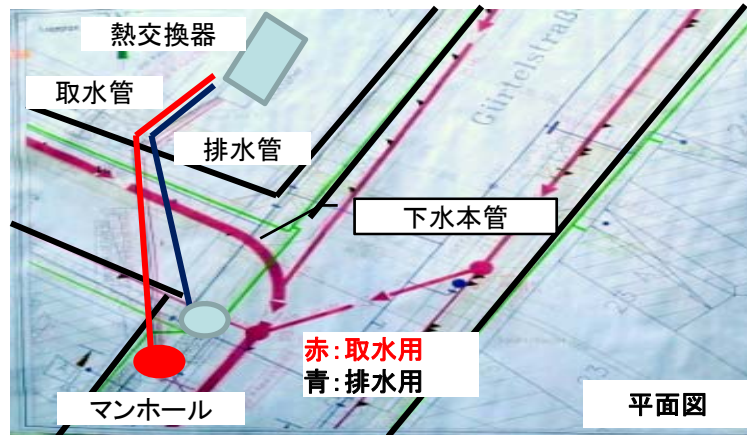 熱交換器
取水管
排水管
Gürtelstraß
下水本管
赤：取水用
青：排水用
マンホール
平面図